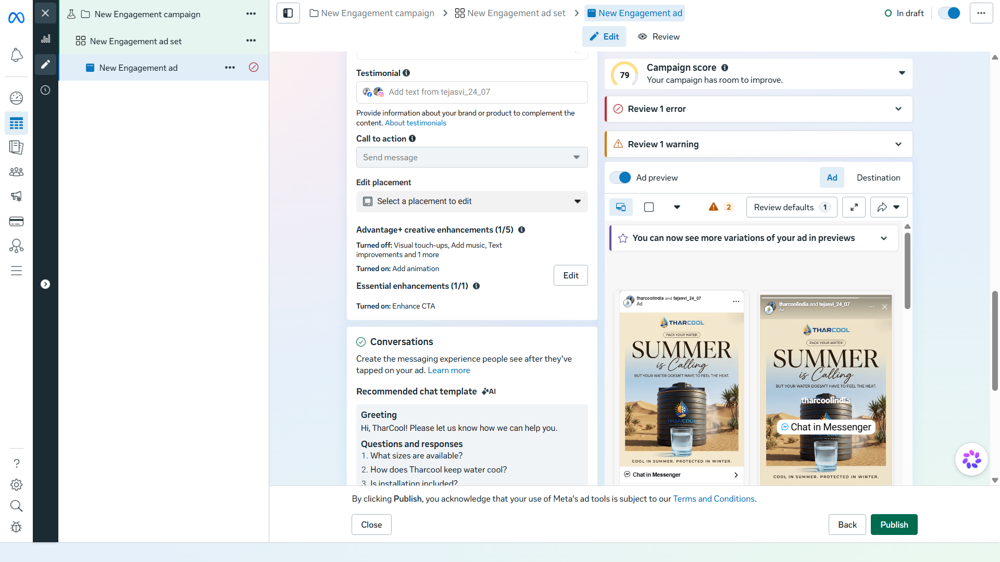 New Engagement campaign
New Engagement ad set
New Engagement ad
New Engagement campaign
New Engagement ad set
New Engagement ad
In draft
Edit
Review
Testimonial
Add text from tejasvi_24_07
Provide information about your brand or product to complement the
content. About testimonials
Call to action
Send message
Edit placement
Select a placement to edit
Advantage+ creative enhancements (1/5)
Turned off: Visual touch-ups, Add music, Text
improvements and 1 more
Turned on: Add animation
Edit
Essential enhancements (1/1)
Turned on: Enhance CTA
Conversations
Create the messaging experience people see after they've
tapped on your ad. Learn more
Recommended chat template AI
Greeting
Hi, TharCool! Please let us know how we can help you.
Questions and responses
1. What sizes are available?
2. How does Tharcool keep water cool?
3. Is installation included?
79
Campaign score
Your campaign has room to improve.
Review 1 error
Review 1 warning
Ad preview
Ad
Destination
2
Review defaults 1
You can now see more variations of your ad in previews
tharcoolindia and tejasvi_24_07
Ad
THARCOOL
PACK YOUR WATER
SUMMER
is Calling
BUT YOUR WATER DOESN'T HAVE TO FEEL THE HEAT.
THARCOOL
COOL IN SUMMER. PROTECTED IN WINTER.
Chat in Messenger
tharcoolindia and tejasvi_24_07
Ad
THARCOOL
PACK YOUR WATER
SUMMER
is Calling
BUT YOUR WATER DOESN'T HAVE TO FEEL THE HEAT.
tharcoolindia
Chat in Messenger
COOL IN SUMMER. PROTECTED IN WINTER.
By clicking Publish, you acknowledge that your use of Meta's ad tools is subject to our Terms and Conditions.
Close
Back
Publish